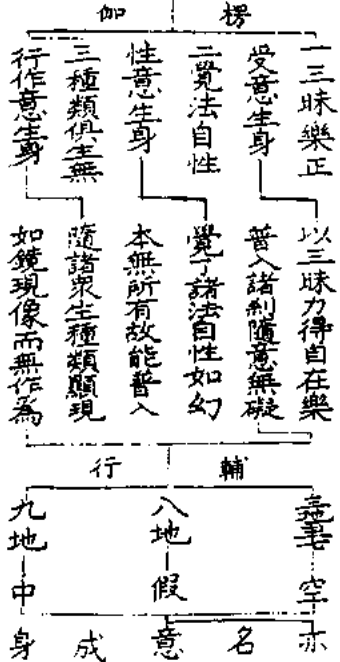 楞伽
一三昧樂正
受意生身
二覺法自性
性意生身
三種類俱生無
行作意生身
以三昧力得自在樂
普入諸刹隨意無礙
覺了諸法自性如幻
本無所有故能普入
隨諸衆生種類顯現
如鏡現像而無作為
輔行
空
八地
假
九地
中
亦名意成身